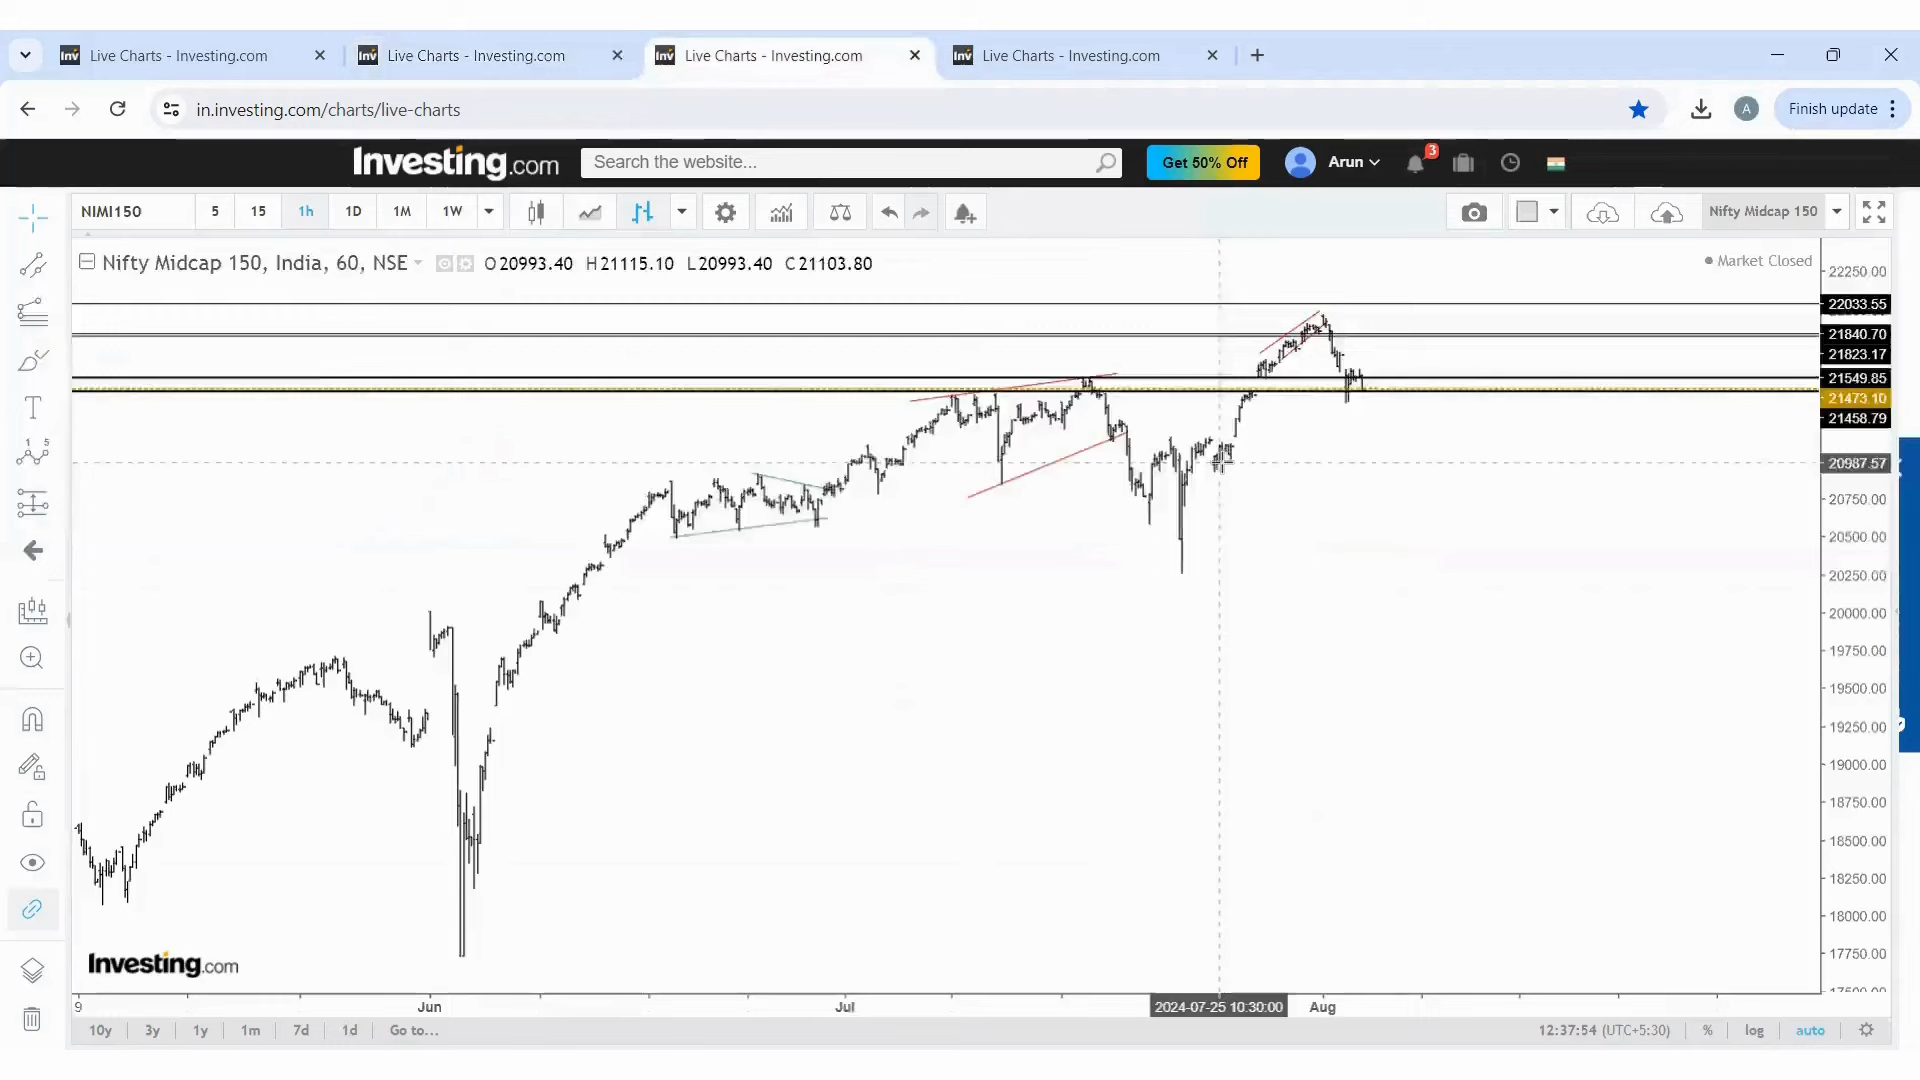 Live Charts - Investing.com
Live Charts - Investing.com
Live Charts - Investing.com
Live Charts - Investing.com
in.investing.com/charts/live-charts
A
Finish update
Investing.com
Search the website...
Get 50% Off
Arun
3
NIMI150
5
15
1h
1D
1M
1W
Nifty Midcap 150
Nifty Midcap 150, India, 60, NSE
O20993.40 H21115.10 L20993.40 C21103.80
Market Closed
22250.00
22033.55
21840.70
21823.17
21549.85
21473.10
21458.79
20987.57
20750.00
20500.00
20250.00
20000.00
19750.00
19500.00
19250.00
19000.00
18750.00
18500.00
18250.00
18000.00
17750.00
17500.00
Investing.com
9
Jun
Jul
2024-07-25 10:30:00
Aug
10y
3y
1y
1m
7d
1d
Go to...
12:37:54 (UTC+5:30)
%
log
auto